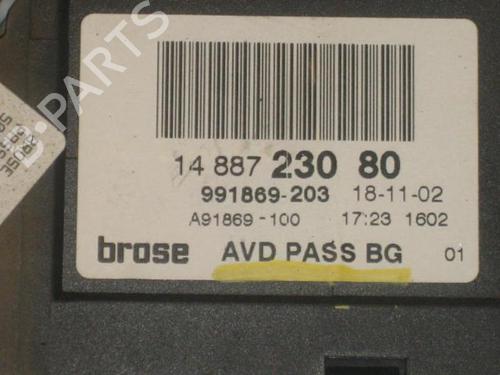 B-PARTS
14 887 230 80
991869-203 18-11-02
A91869-100 17:23 1602
brose AVD PASS BG 01